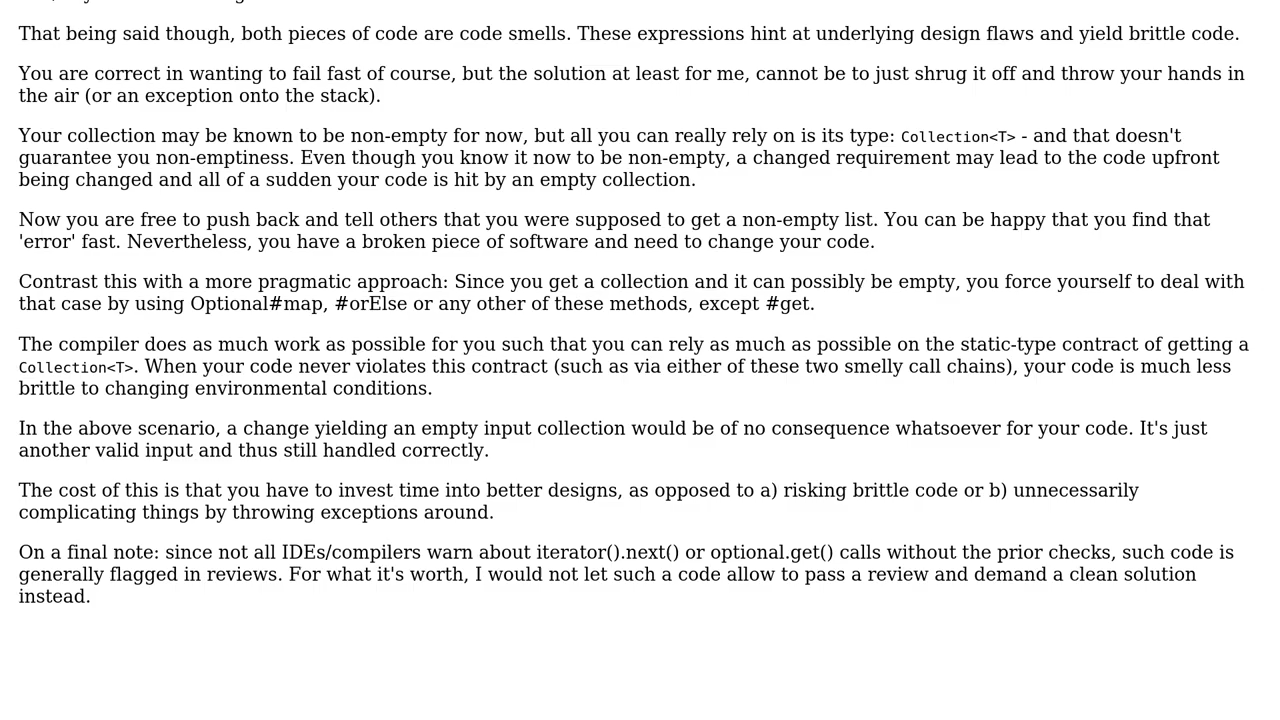 That being said though, both pieces of code are code smells. These expressions hint at underlying design flaws and yield brittle code.
You are correct in wanting to fail fast of course, but the solution at least for me, cannot be to just shrug it off and throw your hands in
the air (or an exception onto the stack).
Your collection may be known to be non-empty for now, but all you can really rely on is its type: Collection<T> - and that doesn't
guarantee you non-emptiness. Even though you know it now to be non-empty, a changed requirement may lead to the code upfront
being changed and all of a sudden your code is hit by an empty collection.
Now you are free to push back and tell others that you were supposed to get a non-empty list. You can be happy that you find that
'error' fast. Nevertheless, you have a broken piece of software and need to change your code.
Contrast this with a more pragmatic approach: Since you get a collection and it can possibly be empty, you force yourself to deal with
that case by using Optional#map, #orElse or any other of these methods, except #get.
The compiler does as much work as possible for you such that you can rely as much as possible on the static-type contract of getting a
Collection<T>. When your code never violates this contract (such as via either of these two smelly call chains), your code is much less
brittle to changing environmental conditions.
In the above scenario, a change yielding an empty input collection would be of no consequence whatsoever for your code. It's just
another valid input and thus still handled correctly.
The cost of this is that you have to invest time into better designs, as opposed to a) risking brittle code or b) unnecessarily
complicating things by throwing exceptions around.
On a final note: since not all IDEs/compilers warn about iterator().next() or optional.get() calls without the prior checks, such code is
generally flagged in reviews. For what it's worth, I would not let such a code allow to pass a review and demand a clean solution
instead.